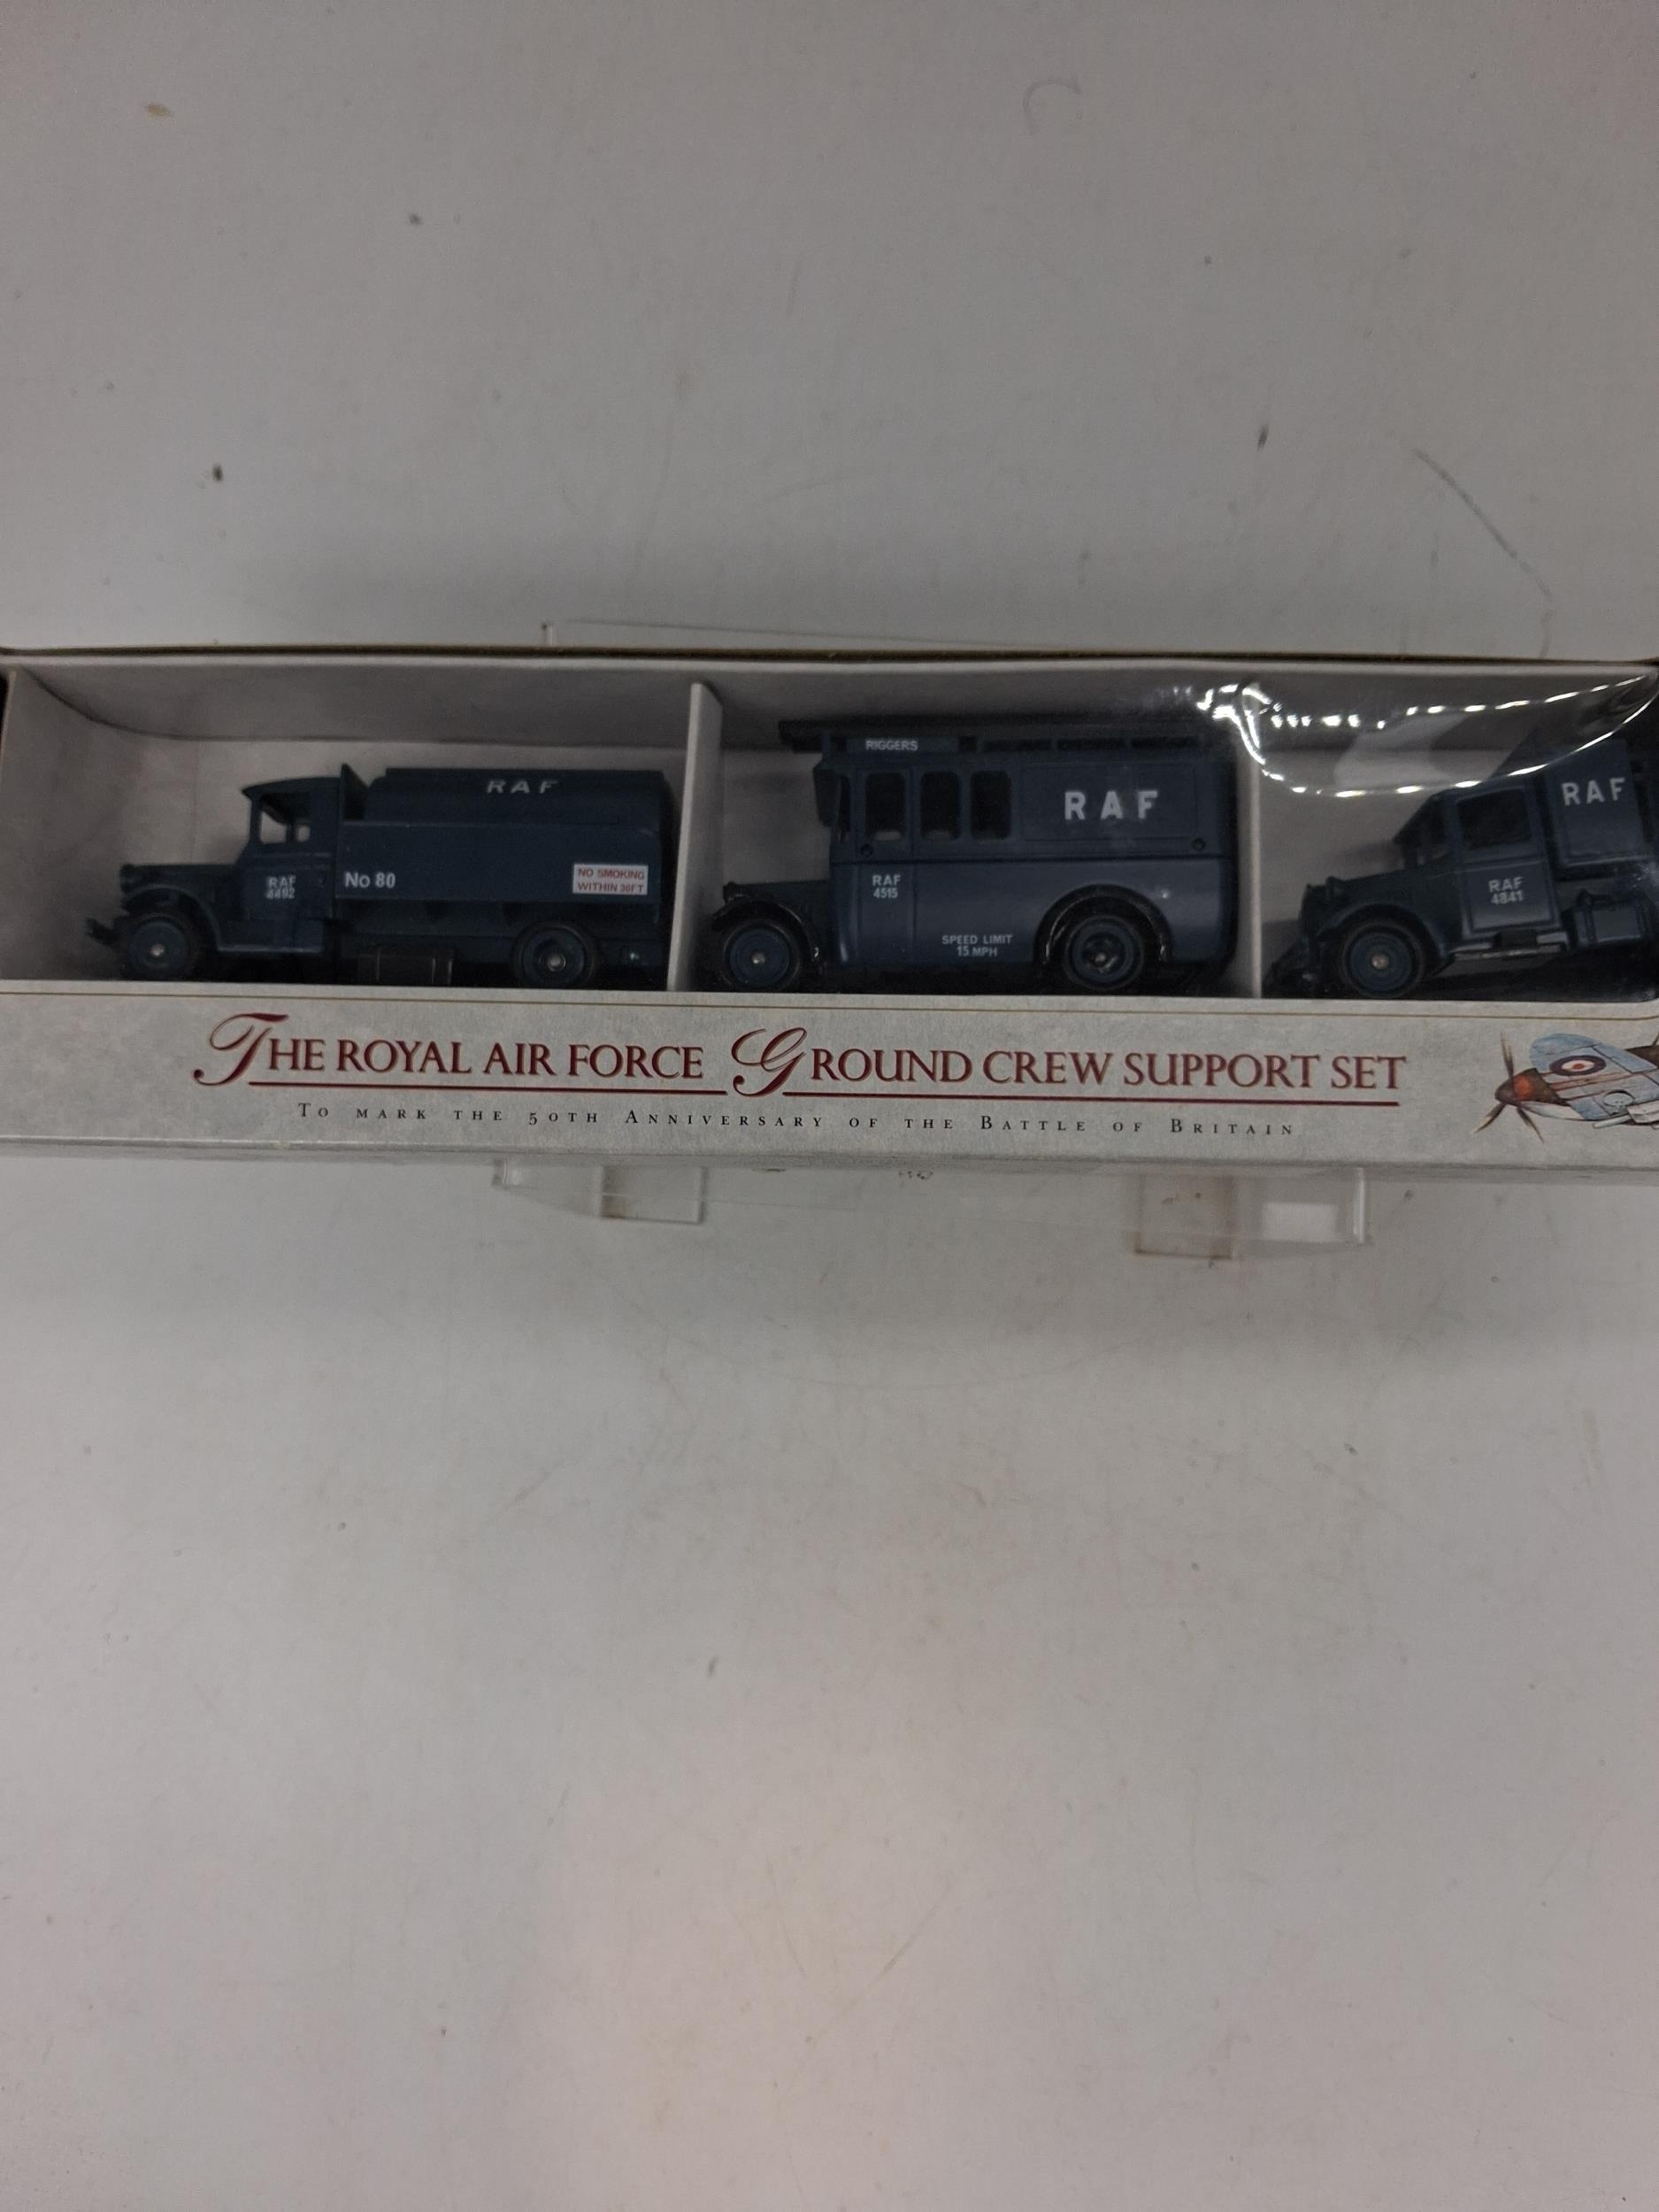 RAF
RAF
4492
No 80
NO SMOKING
WITHIN 30FT
RIGGERS
RAF
RAF
4515
SPEED LIMIT
15 MPH
RAF
RAF
4841
THE ROYAL AIR FORCE GROUND CREW SUPPORT SET
TO MARK THE 50TH ANNIVERSARY OF THE BATTLE OF BRITAIN